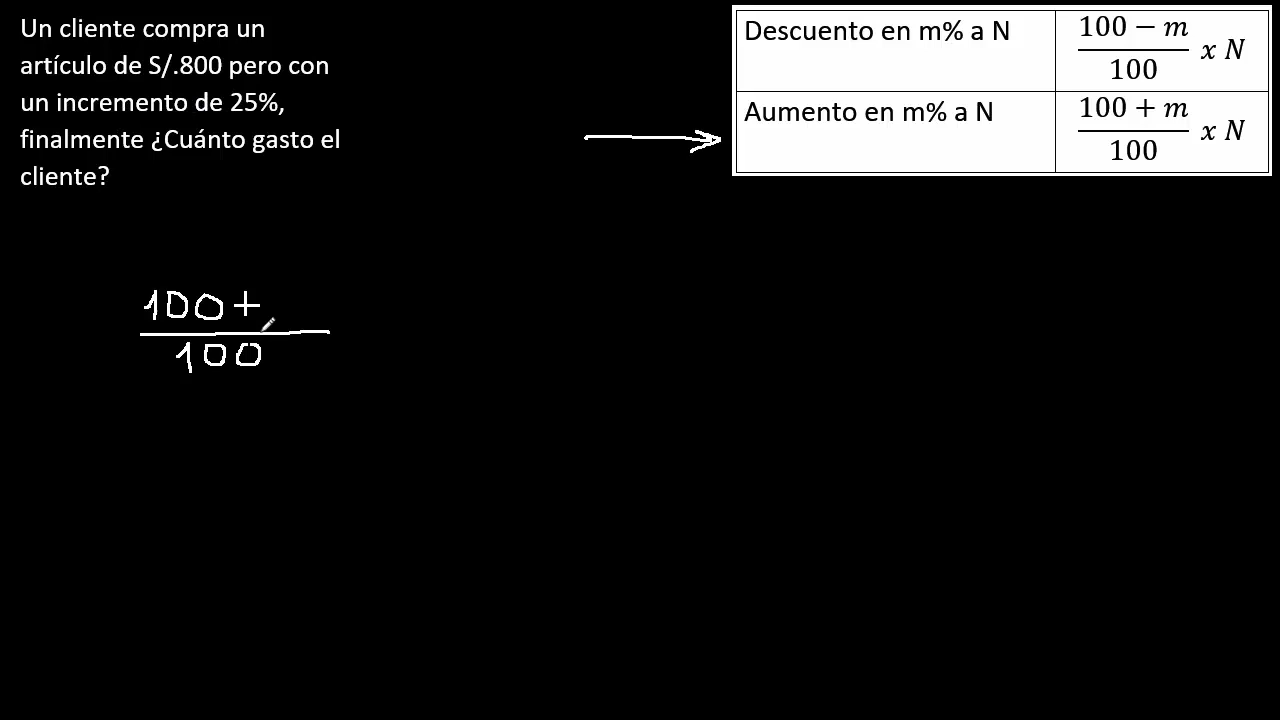 Un cliente compra un
artículo de S/.800 pero con
un incremento de 25%,
finalmente ¿Cuánto gasto el
cliente?
Descuento en m% a N
100 − m
100
x N
Aumento en m% a N
100 + m
100
x N
100+
100